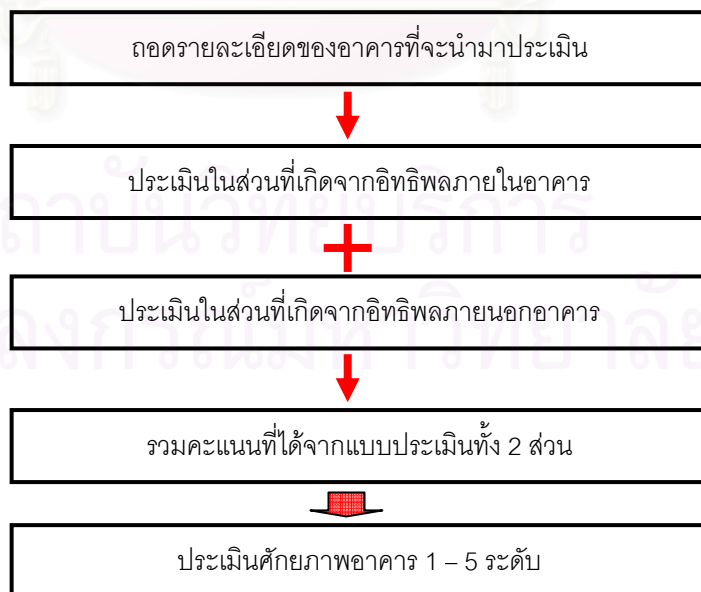 ถอดรายละเอียดของอาคารที่จะนำมาประเมิน
ประเมินในส่วนที่เกิดจากอิทธิพลภายในอาคาร
ประเมินในส่วนที่เกิดจากอิทธิพลภายนอกอาคาร
รวมคะแนนที่ได้จากแบบประเมินทั้ง 2 ส่วน
ประเมินศักยภาพอาคาร 1 – 5 ระดับ